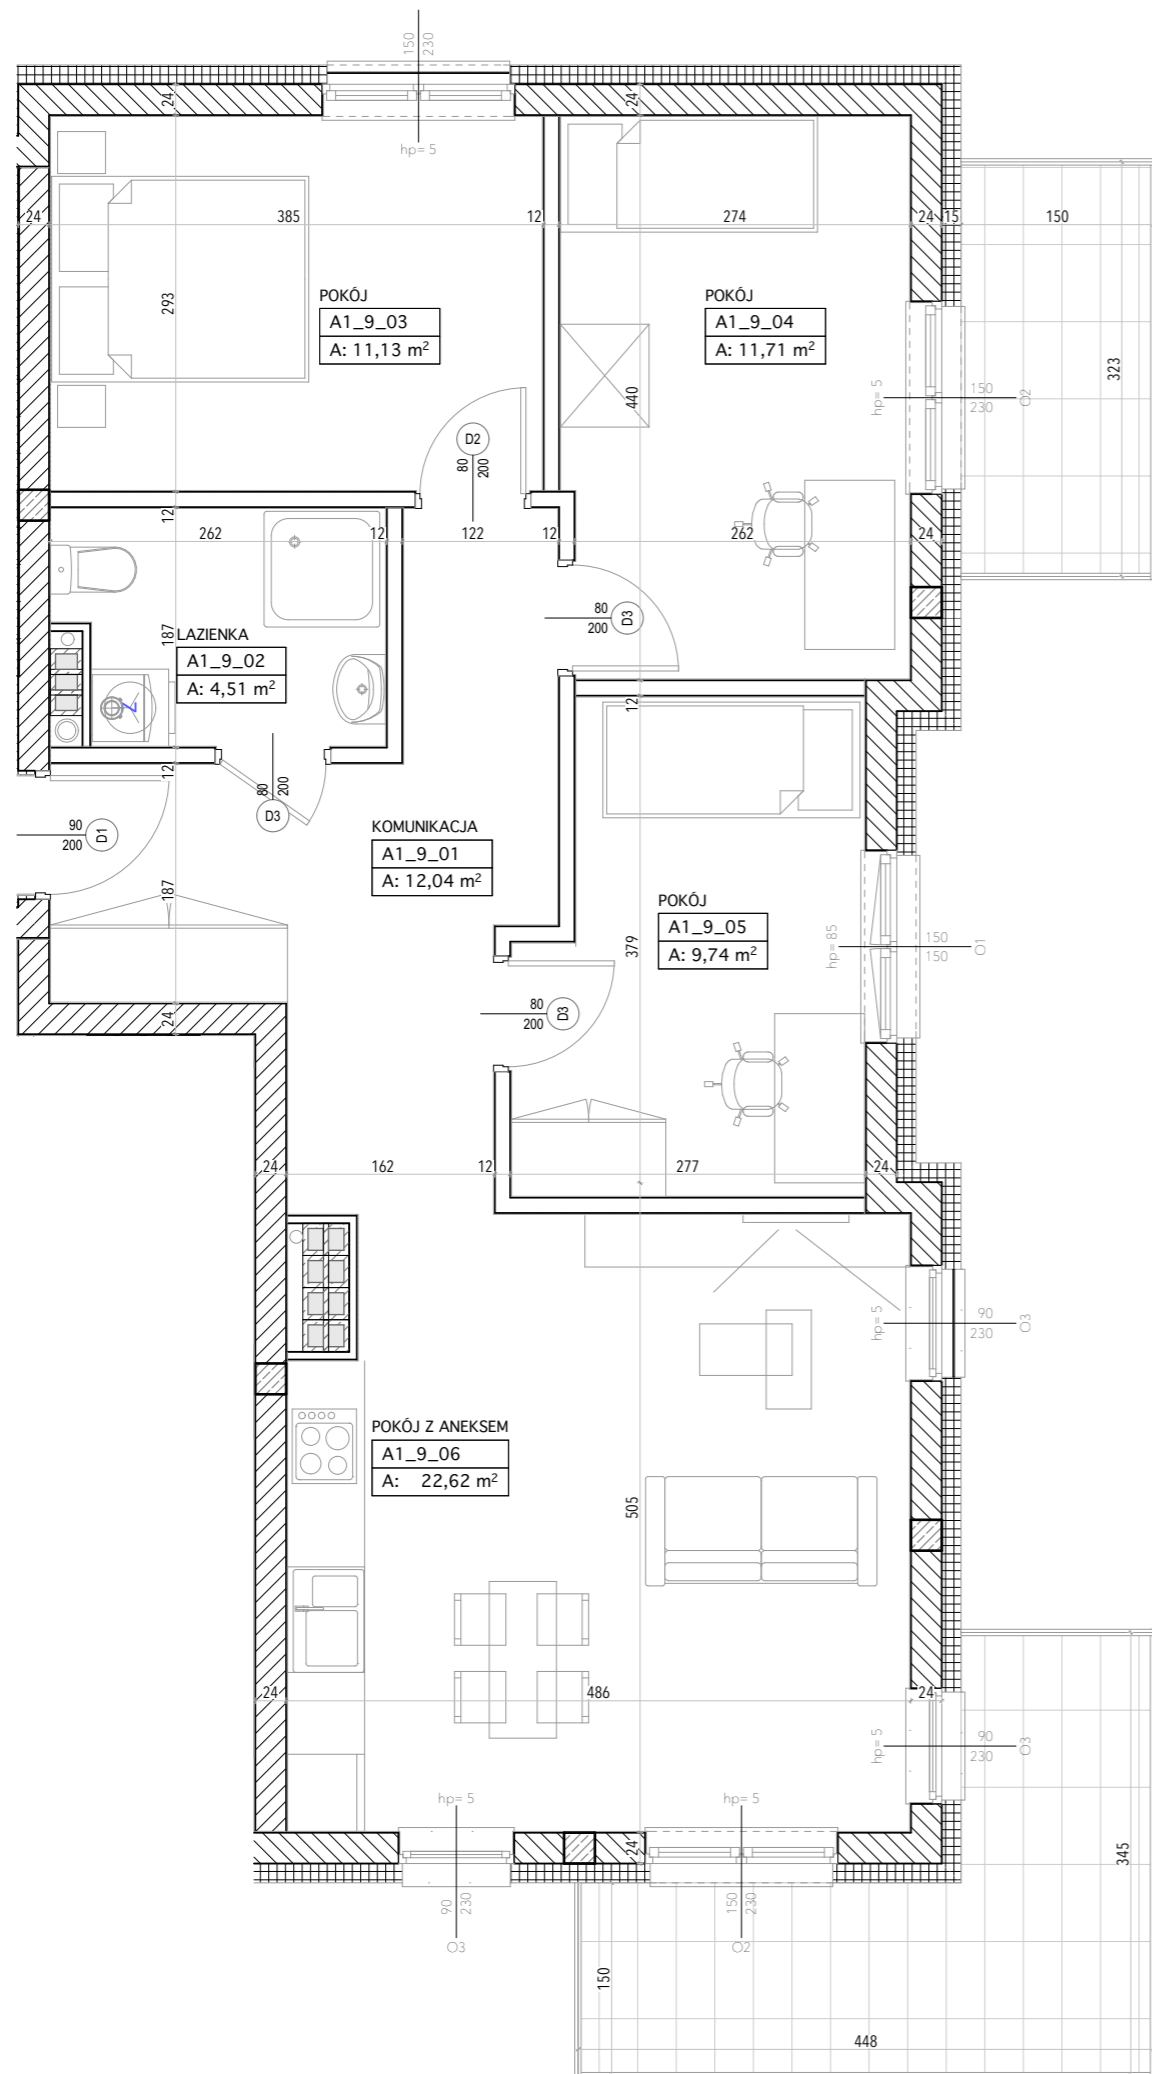 150
230
hp= 5
24
24
24
385
12
274
24
15
150
293
POKÓJ
A1_9_03
A: 11,13 m²
POKÓJ
A1_9_04
A: 11,71 m²
440
hp= 5
150
230
O2
323
D2
80
200
12
262
12
122
12
262
24
80
200
D3
187
LAZIENKA
A1_9_02
A: 4,51 m²
Z
12
12
80
200
D3
90
200
D1
KOMUNIKACJA
A1_9_01
A: 12,04 m²
187
POKÓJ
A1_9_05
A: 9,74 m²
379
hp= 85
150
150
O1
80
200
D3
24
24
162
12
277
24
hp= 5
90
230
O3
POKÓJ Z ANEKSEM
A1_9_06
A: 22,62 m²
505
24
486
24
hp= 5
90
230
O3
hp= 5
hp= 5
24
90
230
O3
150
230
O2
345
150
448